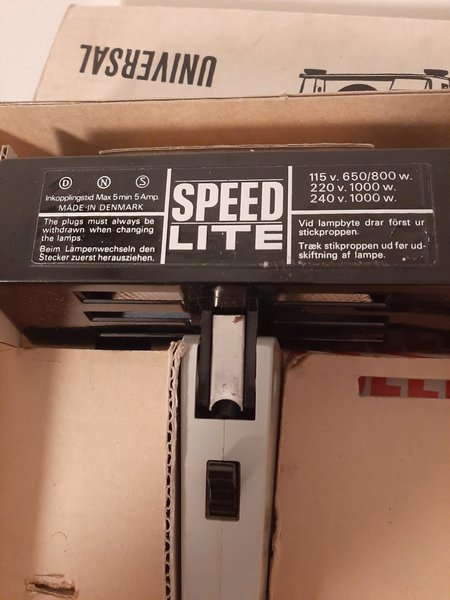 UNIVERSAL
D N S
Inkopplingstid Max 5 min 5 Amp.
MADE IN DENMARK
The plugs must always be
withdrawn when changing
the lamps.
Beim Lampenwechseln den
Stecker zuerst herausziehen.
SPEED
LITE
115 v. 650/800 w.
220 v. 1000 w.
240 v. 1000 w.
Vid lampbyte drar först ur
stickproppen.
Træk stikproppen ud før ud-
skiftning af lampe.